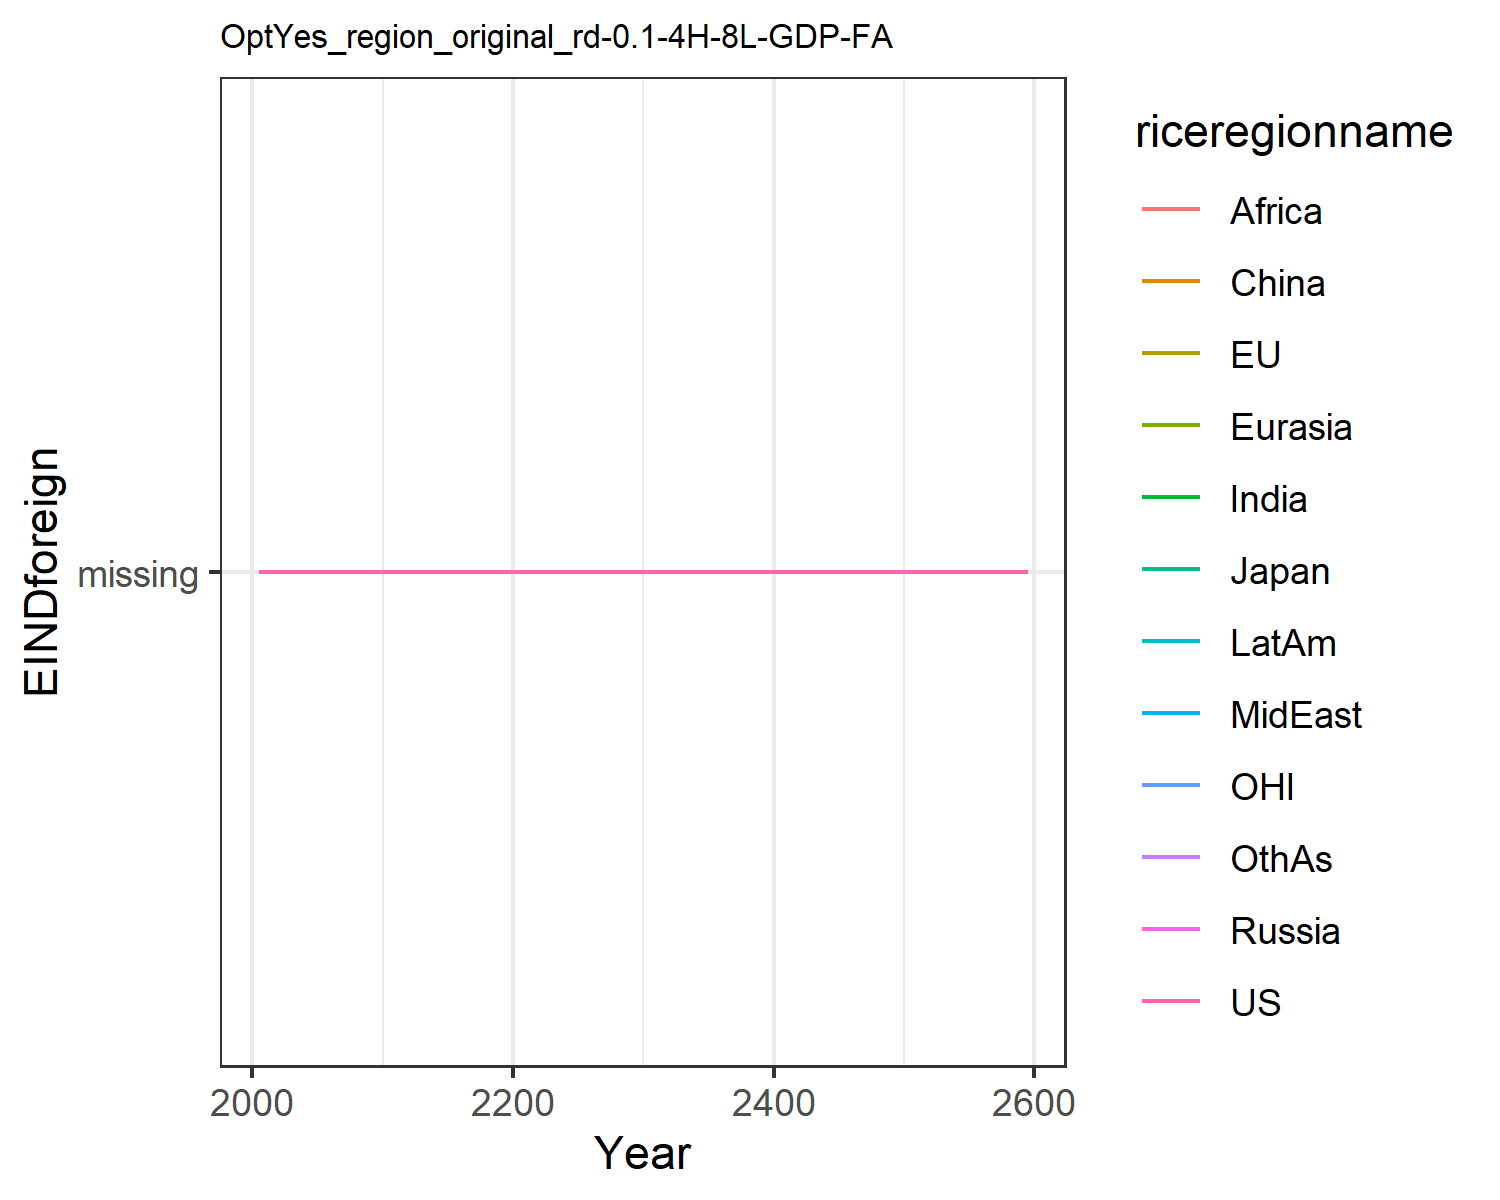 OptYes_region_original_rd-0.1-4H-8L-GDP-FA
EINDforeign
missing
2000
2200
2400
2600
Year
riceregionname
Africa
China
EU
Eurasia
India
Japan
LatAm
MidEast
OHI
OthAs
Russia
US